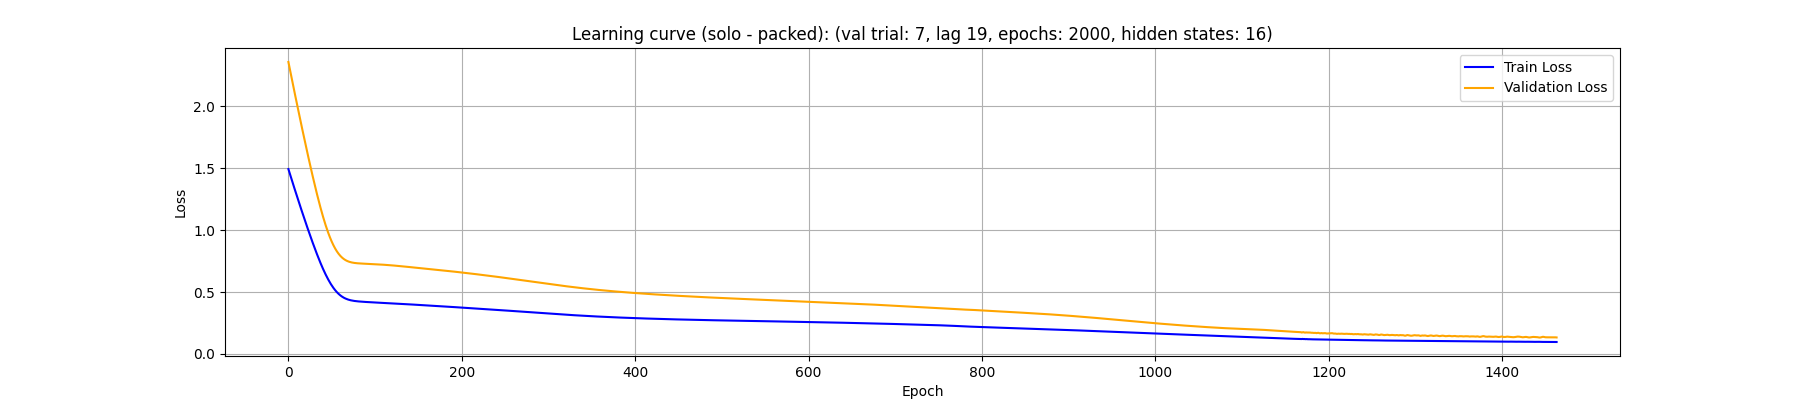 Learning curve (solo - packed): (val trial: 7, lag 19, epochs: 2000, hidden states: 16)
Train Loss
Validation Loss
Loss
2.0
1.5
1.0
0.5
0.0
0 200 400 600 800 1000 1200 1400
Epoch